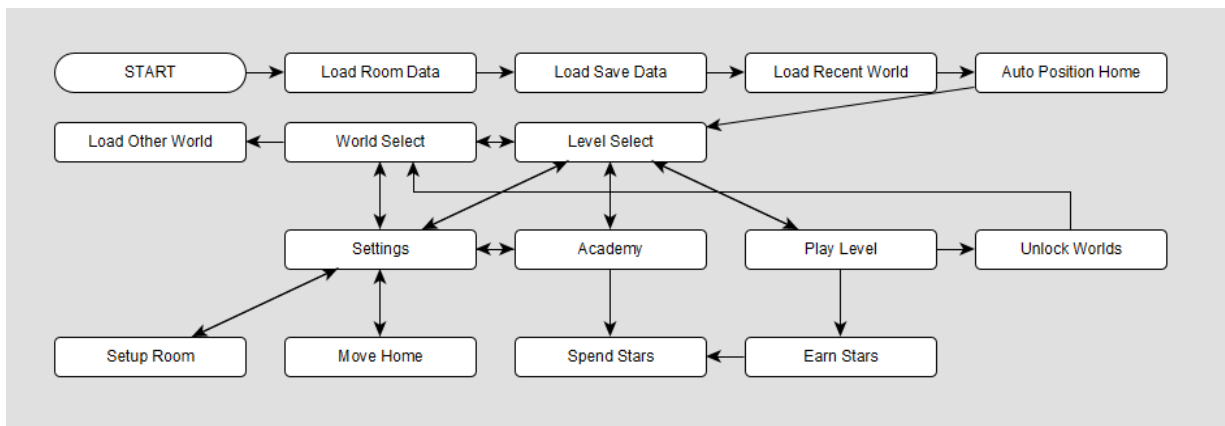 START
Load Room Data
Load Save Data
Load Recent World
Auto Position Home
Load Other World
World Select
Level Select
Settings
Academy
Play Level
Unlock Worlds
Setup Room
Move Home
Spend Stars
Earn Stars